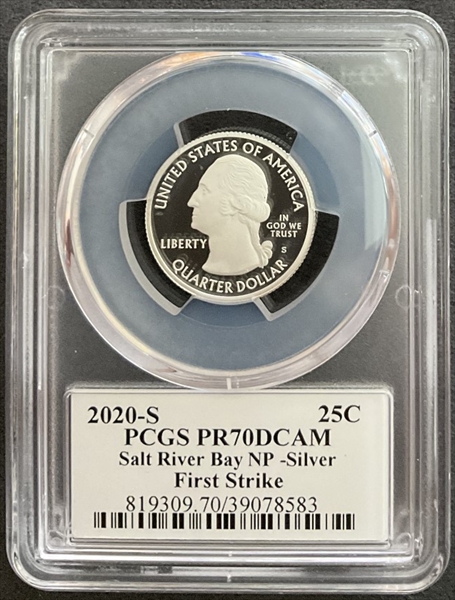 UNITED STATES OF AMERICA
LIBERTY
IN
GOD WE
TRUST
S
QUARTER DOLLAR
2020-S 25C
PCGS PR70DCAM
Salt River Bay NP -Silver
First Strike
819309.70/39078583